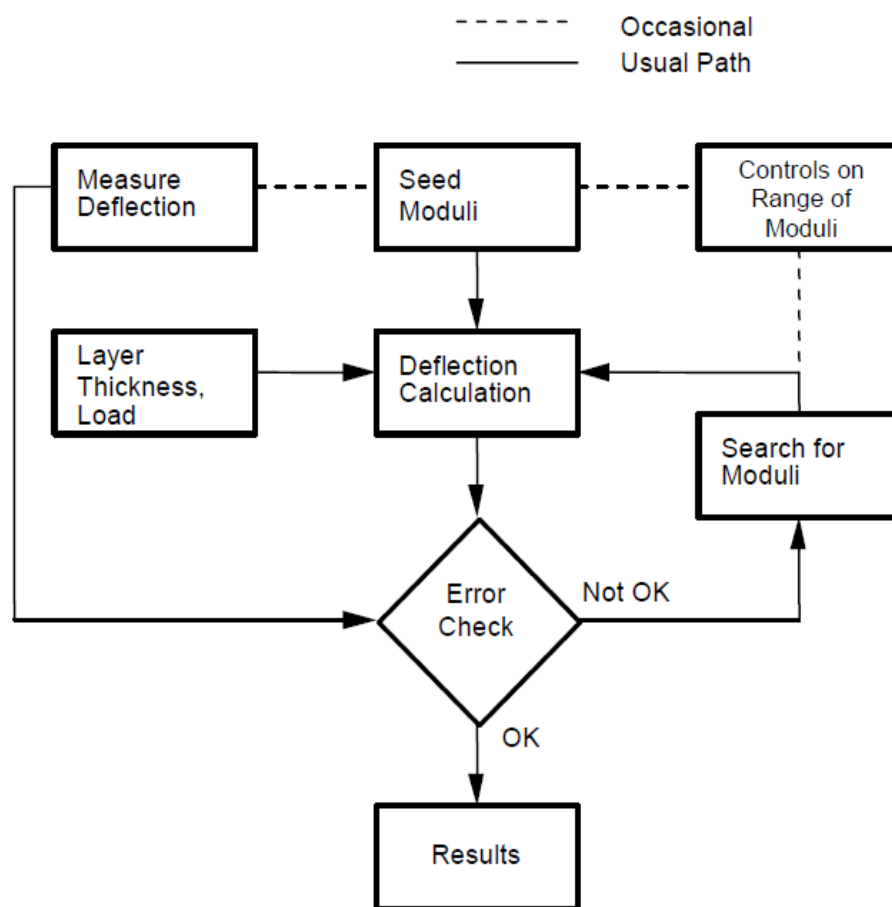 Occasional
Usual Path
Measure
Deflection
Seed
Moduli
Controls on
Range of
Moduli
Layer
Thickness,
Load
Deflection
Calculation
Search for
Moduli
Error
Check
Not OK
OK
Results